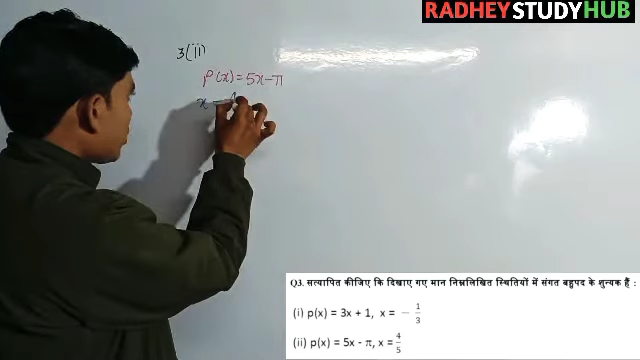 RADHEY STUDY HUB
3(ii)
p(x) = 5x-π
x = 4
Q3. सत्यापित कीजिए कि दिखाए गए मान निम्नलिखित स्थितियों में संगत बहुपद के शुन्यक हैं :
(i) p(x) = 3x + 1, x = - 1/3
(ii) p(x) = 5x - π, x = 4/5